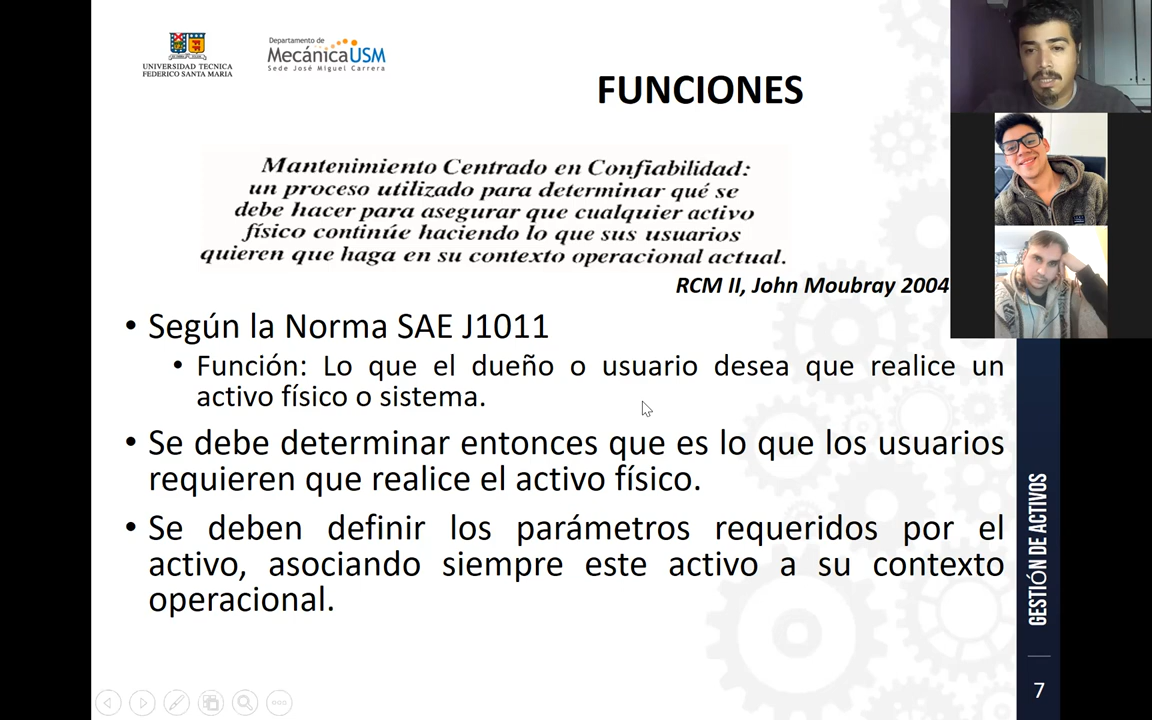 UNIVERSIDAD TECNICA
FEDERICO SANTA MARIA
Departamento de
MecánicaUSM
Sede José Miguel Carrera
FUNCIONES
Mantenimiento Centrado en Confiabilidad:
un proceso utilizado para determinar qué se
debe hacer para asegurar que cualquier activo
físico continúe haciendo lo que sus usuarios
quieren que haga en su contexto operacional actual.
RCM II, John Moubray 2004
• Según la Norma SAE J1011
• Función: Lo que el dueño o usuario desea que realice un
activo físico o sistema.
• Se debe determinar entonces que es lo que los usuarios
requieren que realice el activo físico.
• Se deben definir los parámetros requeridos por el
activo, asociando siempre este activo a su contexto
operacional.
GESTIÓN DE ACTIVOS
7